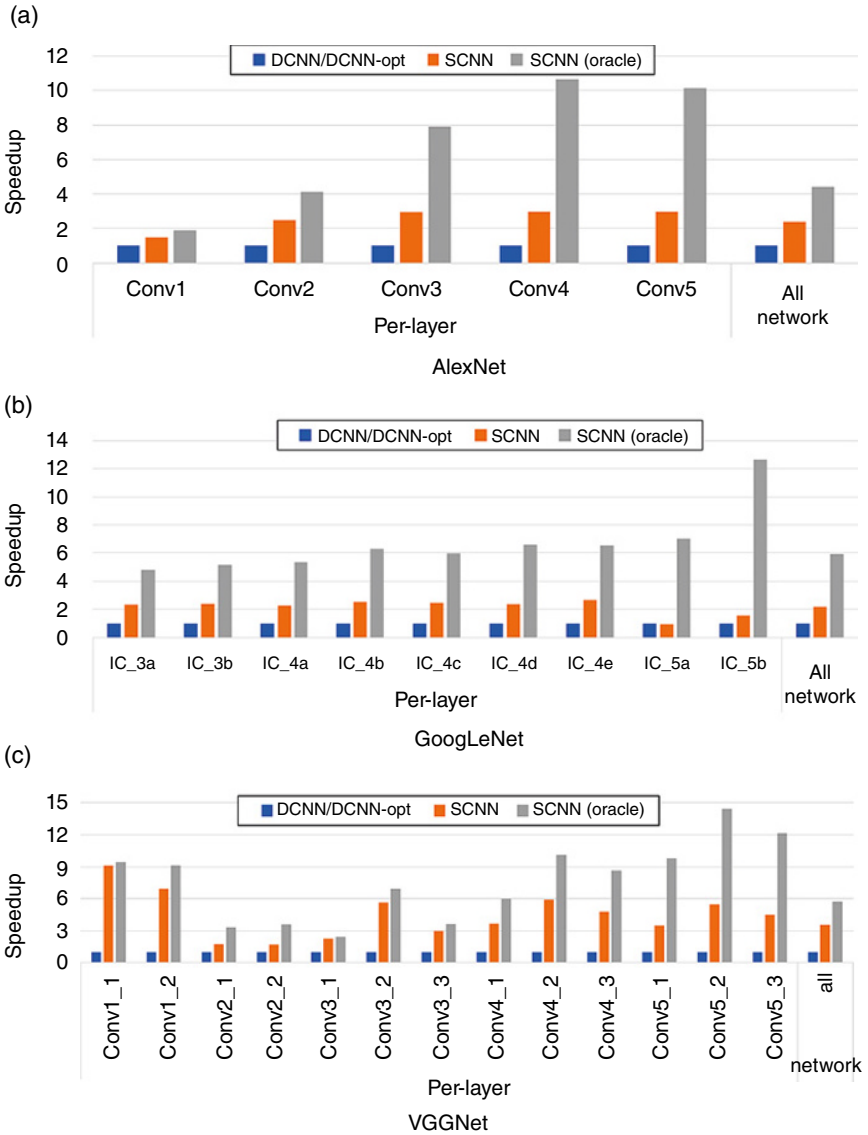 (a)
DCNN/DCNN-opt SCNN SCNN (oracle)
Speedup
12
10
8
6
4
2
0
Conv1 Conv2 Conv3 Conv4 Conv5 All network
Per-layer
AlexNet
(b)
DCNN/DCNN-opt SCNN SCNN (oracle)
Speedup
14
12
10
8
6
4
2
0
IC_3a IC_3b IC_4a IC_4b IC_4c IC_4d IC_4e IC_5a IC_5b All network
Per-layer
GoogLeNet
(c)
DCNN/DCNN-opt SCNN SCNN (oracle)
Speedup
15
12
9
6
3
0
Conv1_1 Conv1_2 Conv2_1 Conv2_2 Conv3_1 Conv3_2 Conv3_3 Conv4_1 Conv4_2 Conv4_3 Conv5_1 Conv5_2 Conv5_3 all
network
Per-layer
VGGNet